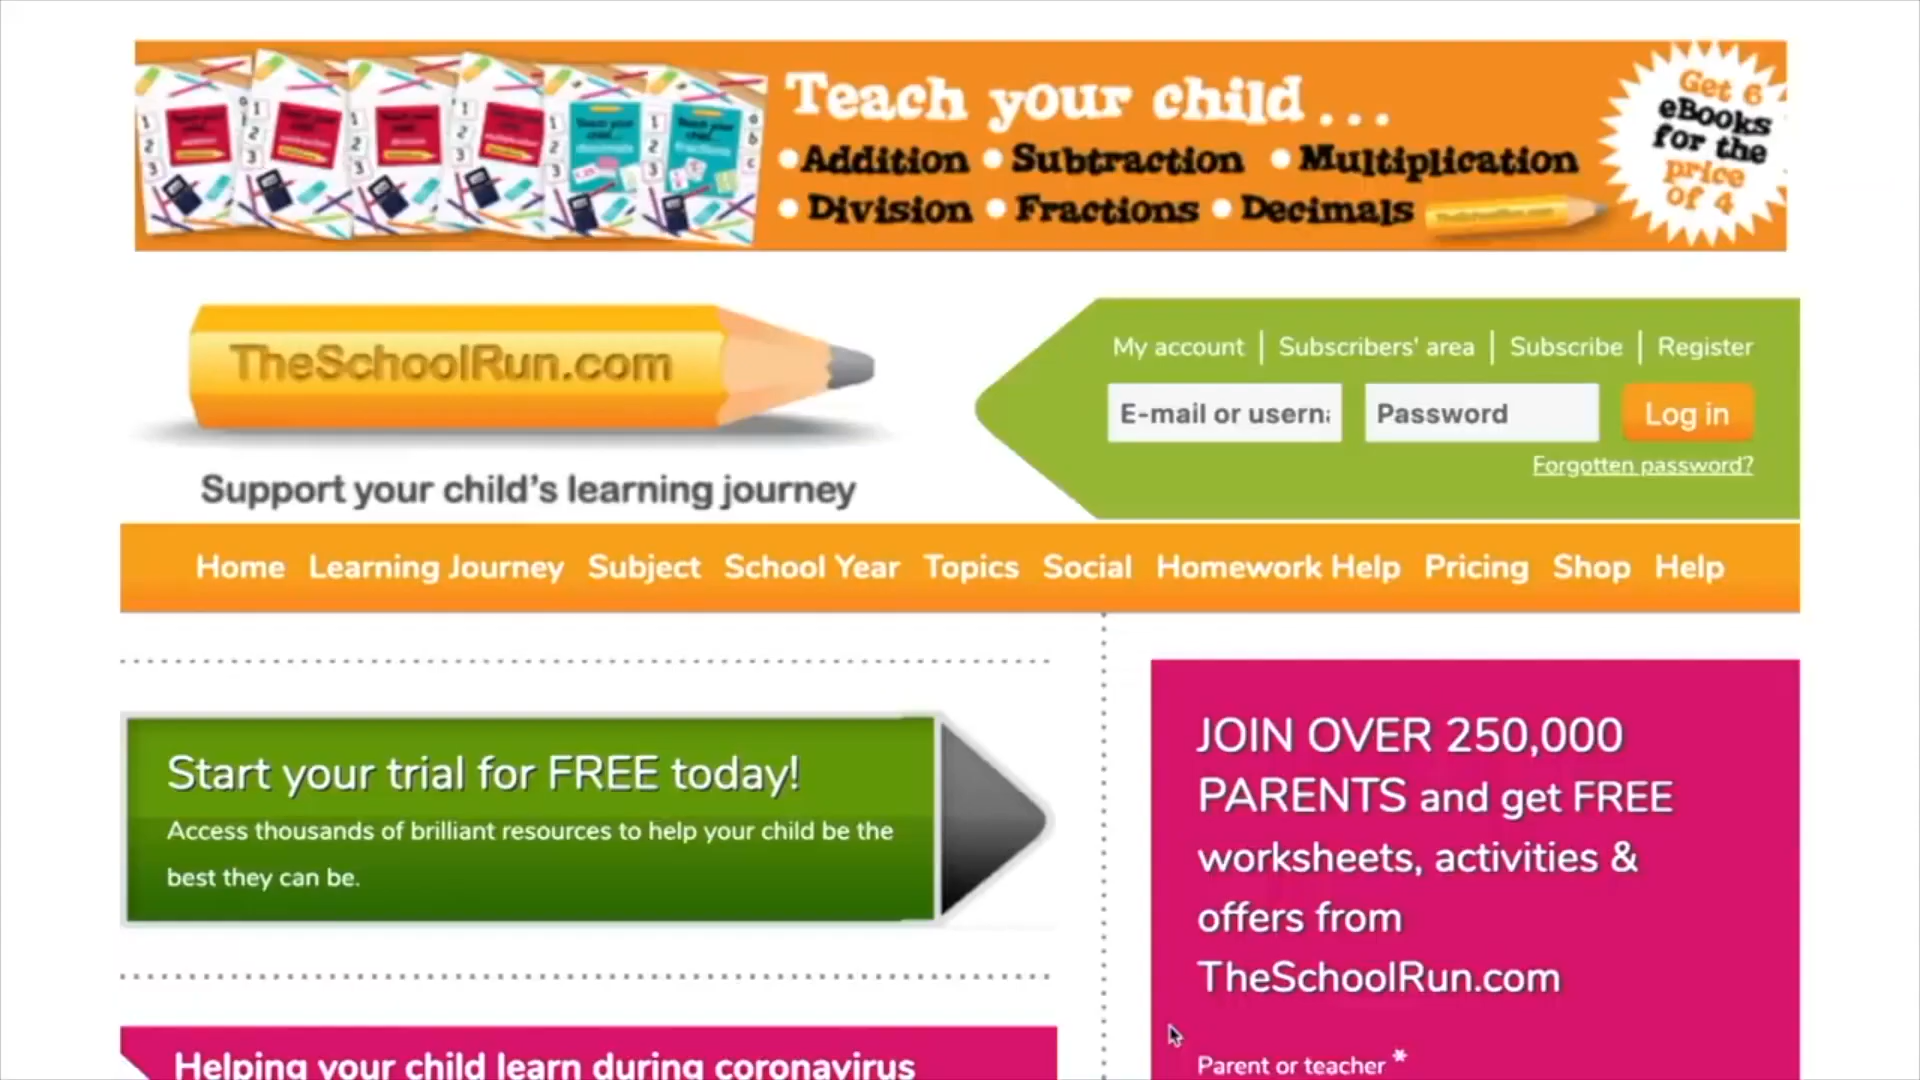 Teach your child...
•Addition •Subtraction •Multiplication
•Division •Fractions •Decimals
Get 6
eBooks
for the
price
of 4
TheSchoolRun.com
Support your child's learning journey
My account | Subscribers' area | Subscribe | Register
E-mail or usern
Password
Log in
Forgotten password?
Home Learning Journey Subject School Year Topics Social Homework Help Pricing Shop Help
Start your trial for FREE today!
Access thousands of brilliant resources to help your child be the
best they can be.
JOIN OVER 250,000
PARENTS and get FREE
worksheets, activities &
offers from
TheSchoolRun.com
Parent or teacher *
Helping your child learn during coronavirus